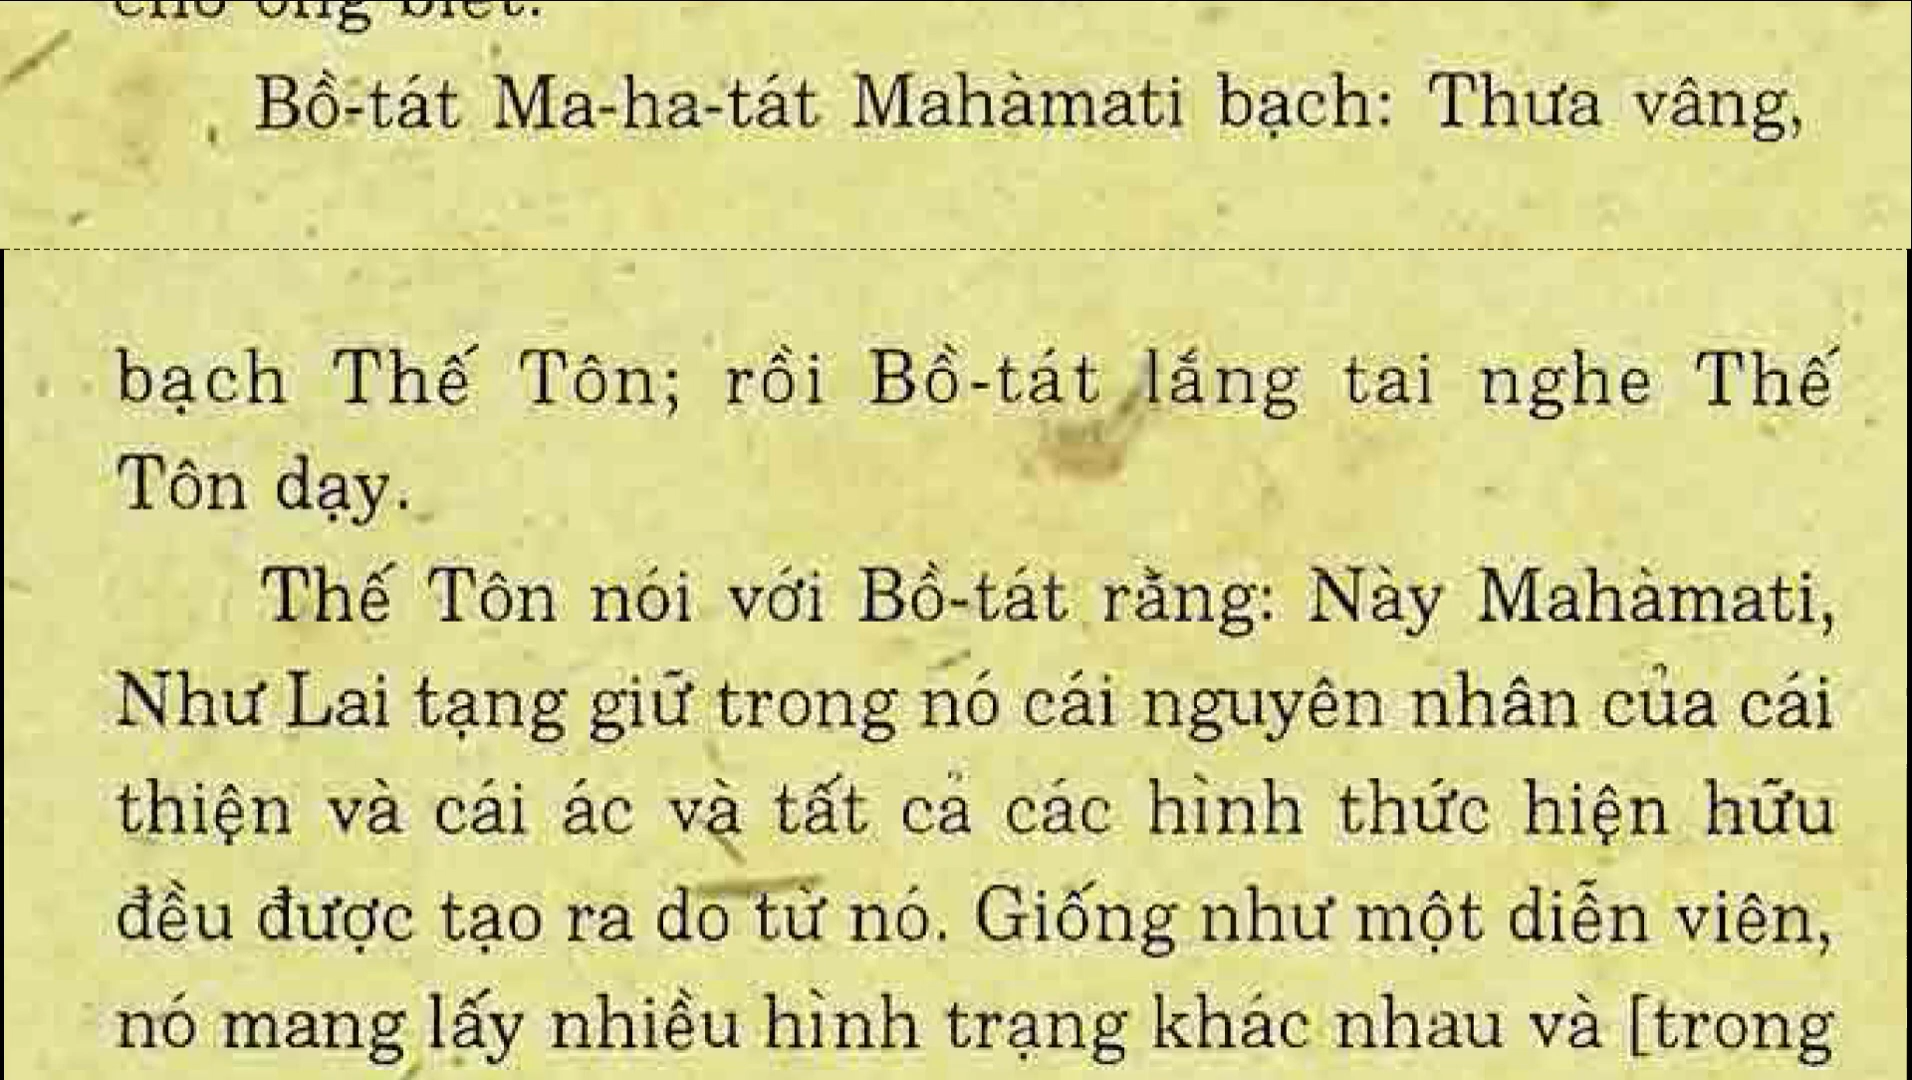 cho ông biết.
Bồ-tát Ma-ha-tát Mahàmati bạch: Thưa vâng,
bạch Thế Tôn; rồi Bồ-tát lắng tai nghe Thế
Tôn dạy.
Thế Tôn nói với Bồ-tát rằng: Này Mahàmati,
Như Lai tạng giữ trong nó cái nguyên nhân của cái
thiện và cái ác và tất cả các hình thức hiện hữu
đều được tạo ra do từ nó. Giống như một diễn viên,
nó mang lấy nhiều hình trạng khác nhau và [trong